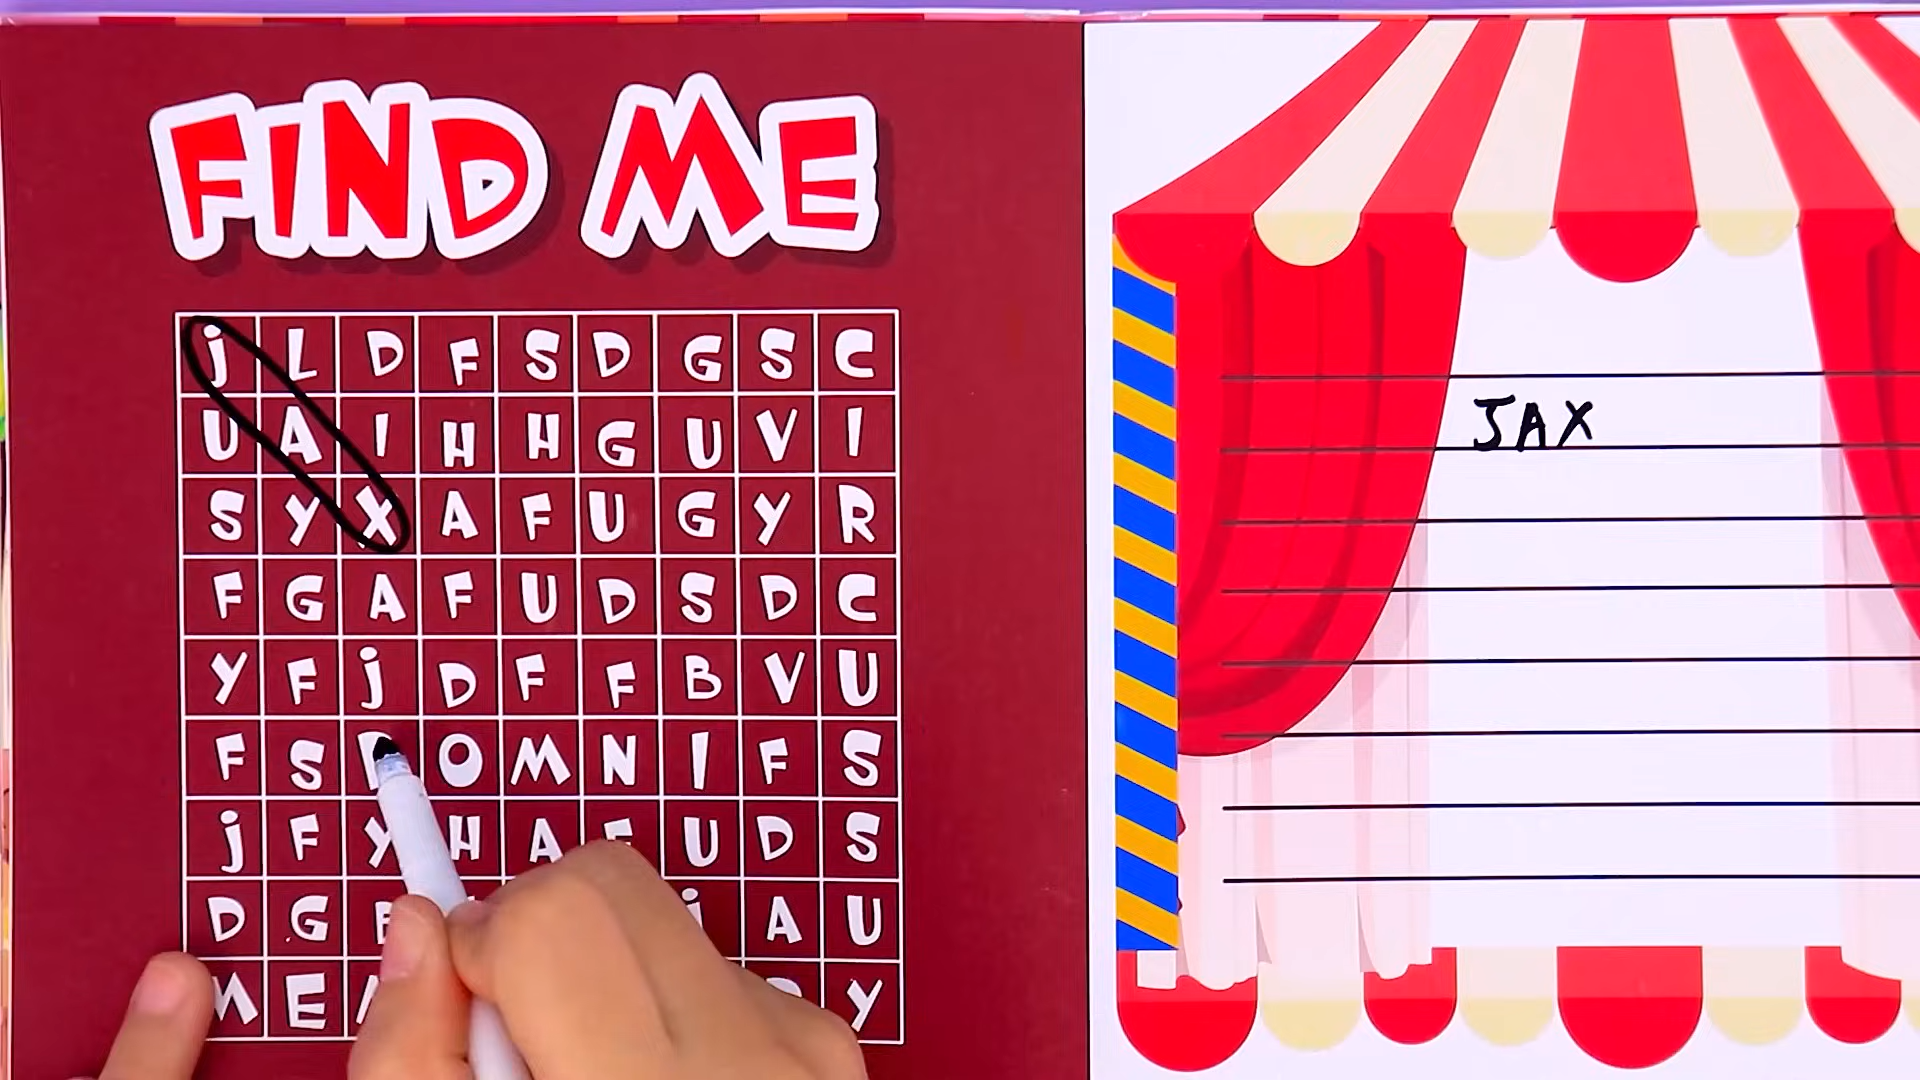 FIND ME
j L D F S D G S C
U A I H H G U V I
S Y X A F U G Y R
F G A F U D S D C
Y F j D F F B V U
F S O M N I F S
j F Y H A F U D S
D G j A U
M E Y
JAX